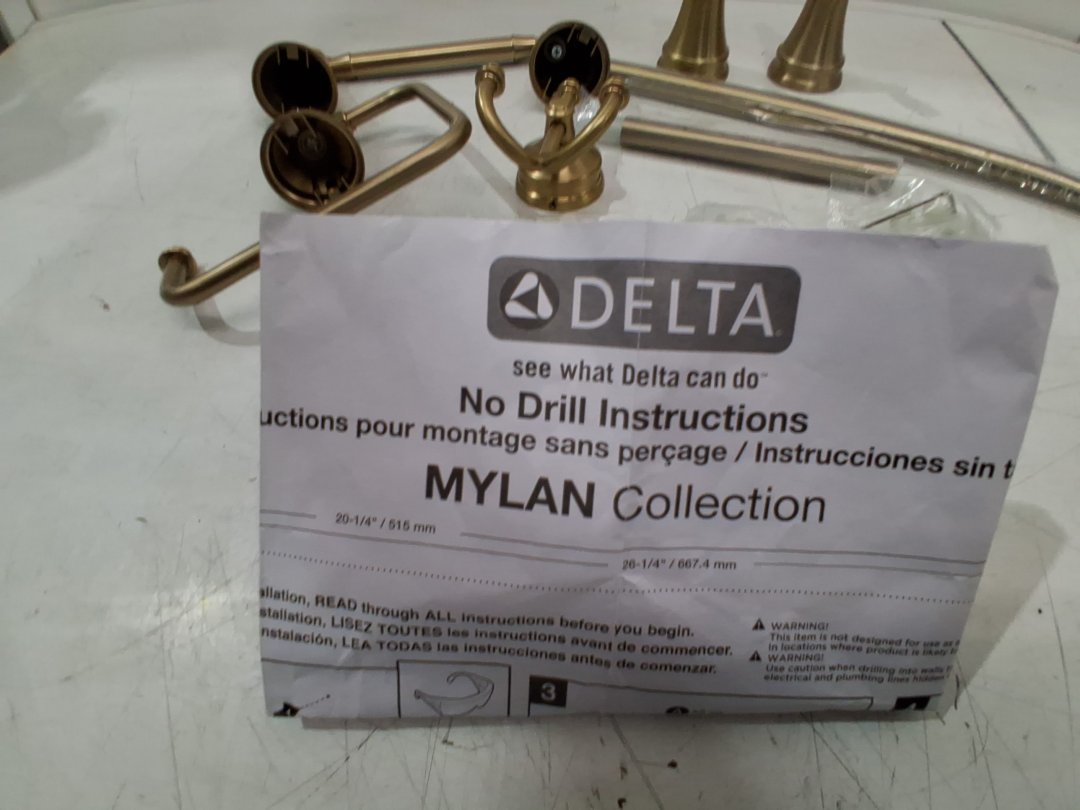 DELTA
see what Delta can do™
No Drill Instructions
uctions pour montage sans perçage / Instrucciones sin t
MYLAN Collection
20-1/4" / 515 mm
26-1/4" / 667.4 mm
allation, READ through ALL instructions before you begin.
stallation, LISEZ TOUTES les instructions avant de commencer.
nstalación, LEA TODAS las instrucciones antes de comenzar.
WARNING!
This item is not designed for use as
in locations where product is likely
WARNING!
Use caution when drilling into walls
electrical and plumbing lines hidden
3